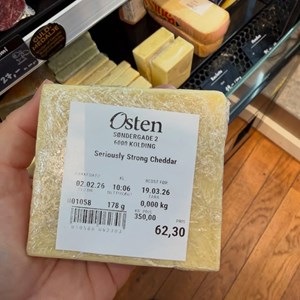 Osten
SØNDERGADE 2
6000 KOLDING
Seriously Strong Cheddar
02.02.26 10:06 19.03.26
001058 178 g 0,000 kg
350,00
62,30